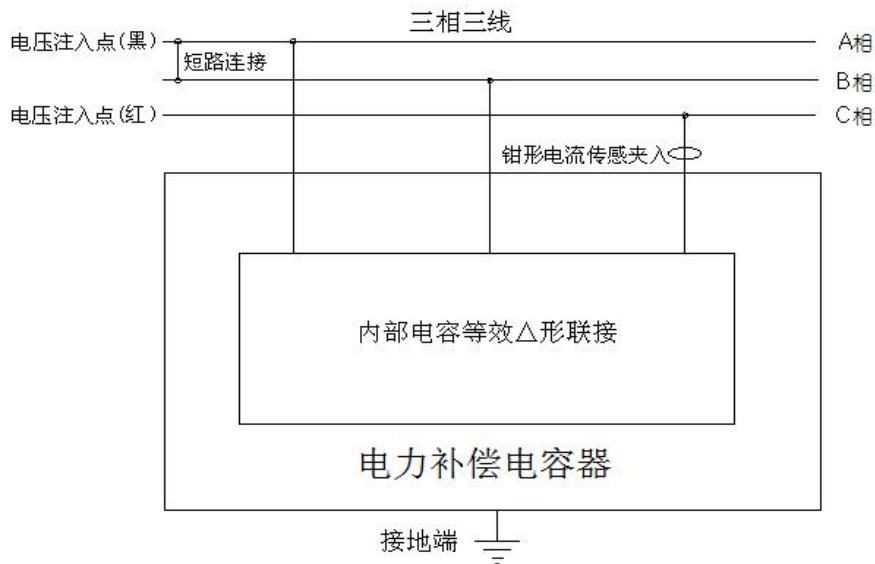 三相三线
电压注入点(黑)
A相
短路连接
B相
电压注入点(红)
C相
钳形电流传感夹入
内部电容等效△形联接
电力补偿电容器
接地端